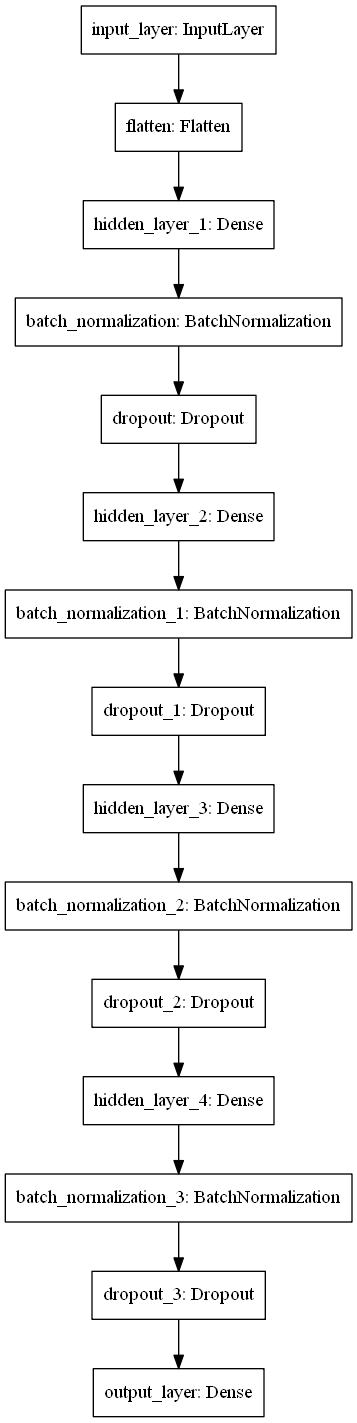 input_layer: InputLayer
flatten: Flatten
hidden_layer_1: Dense
batch_normalization: BatchNormalization
dropout: Dropout
hidden_layer_2: Dense
batch_normalization_1: BatchNormalization
dropout_1: Dropout
hidden_layer_3: Dense
batch_normalization_2: BatchNormalization
dropout_2: Dropout
hidden_layer_4: Dense
batch_normalization_3: BatchNormalization
dropout_3: Dropout
output_layer: Dense